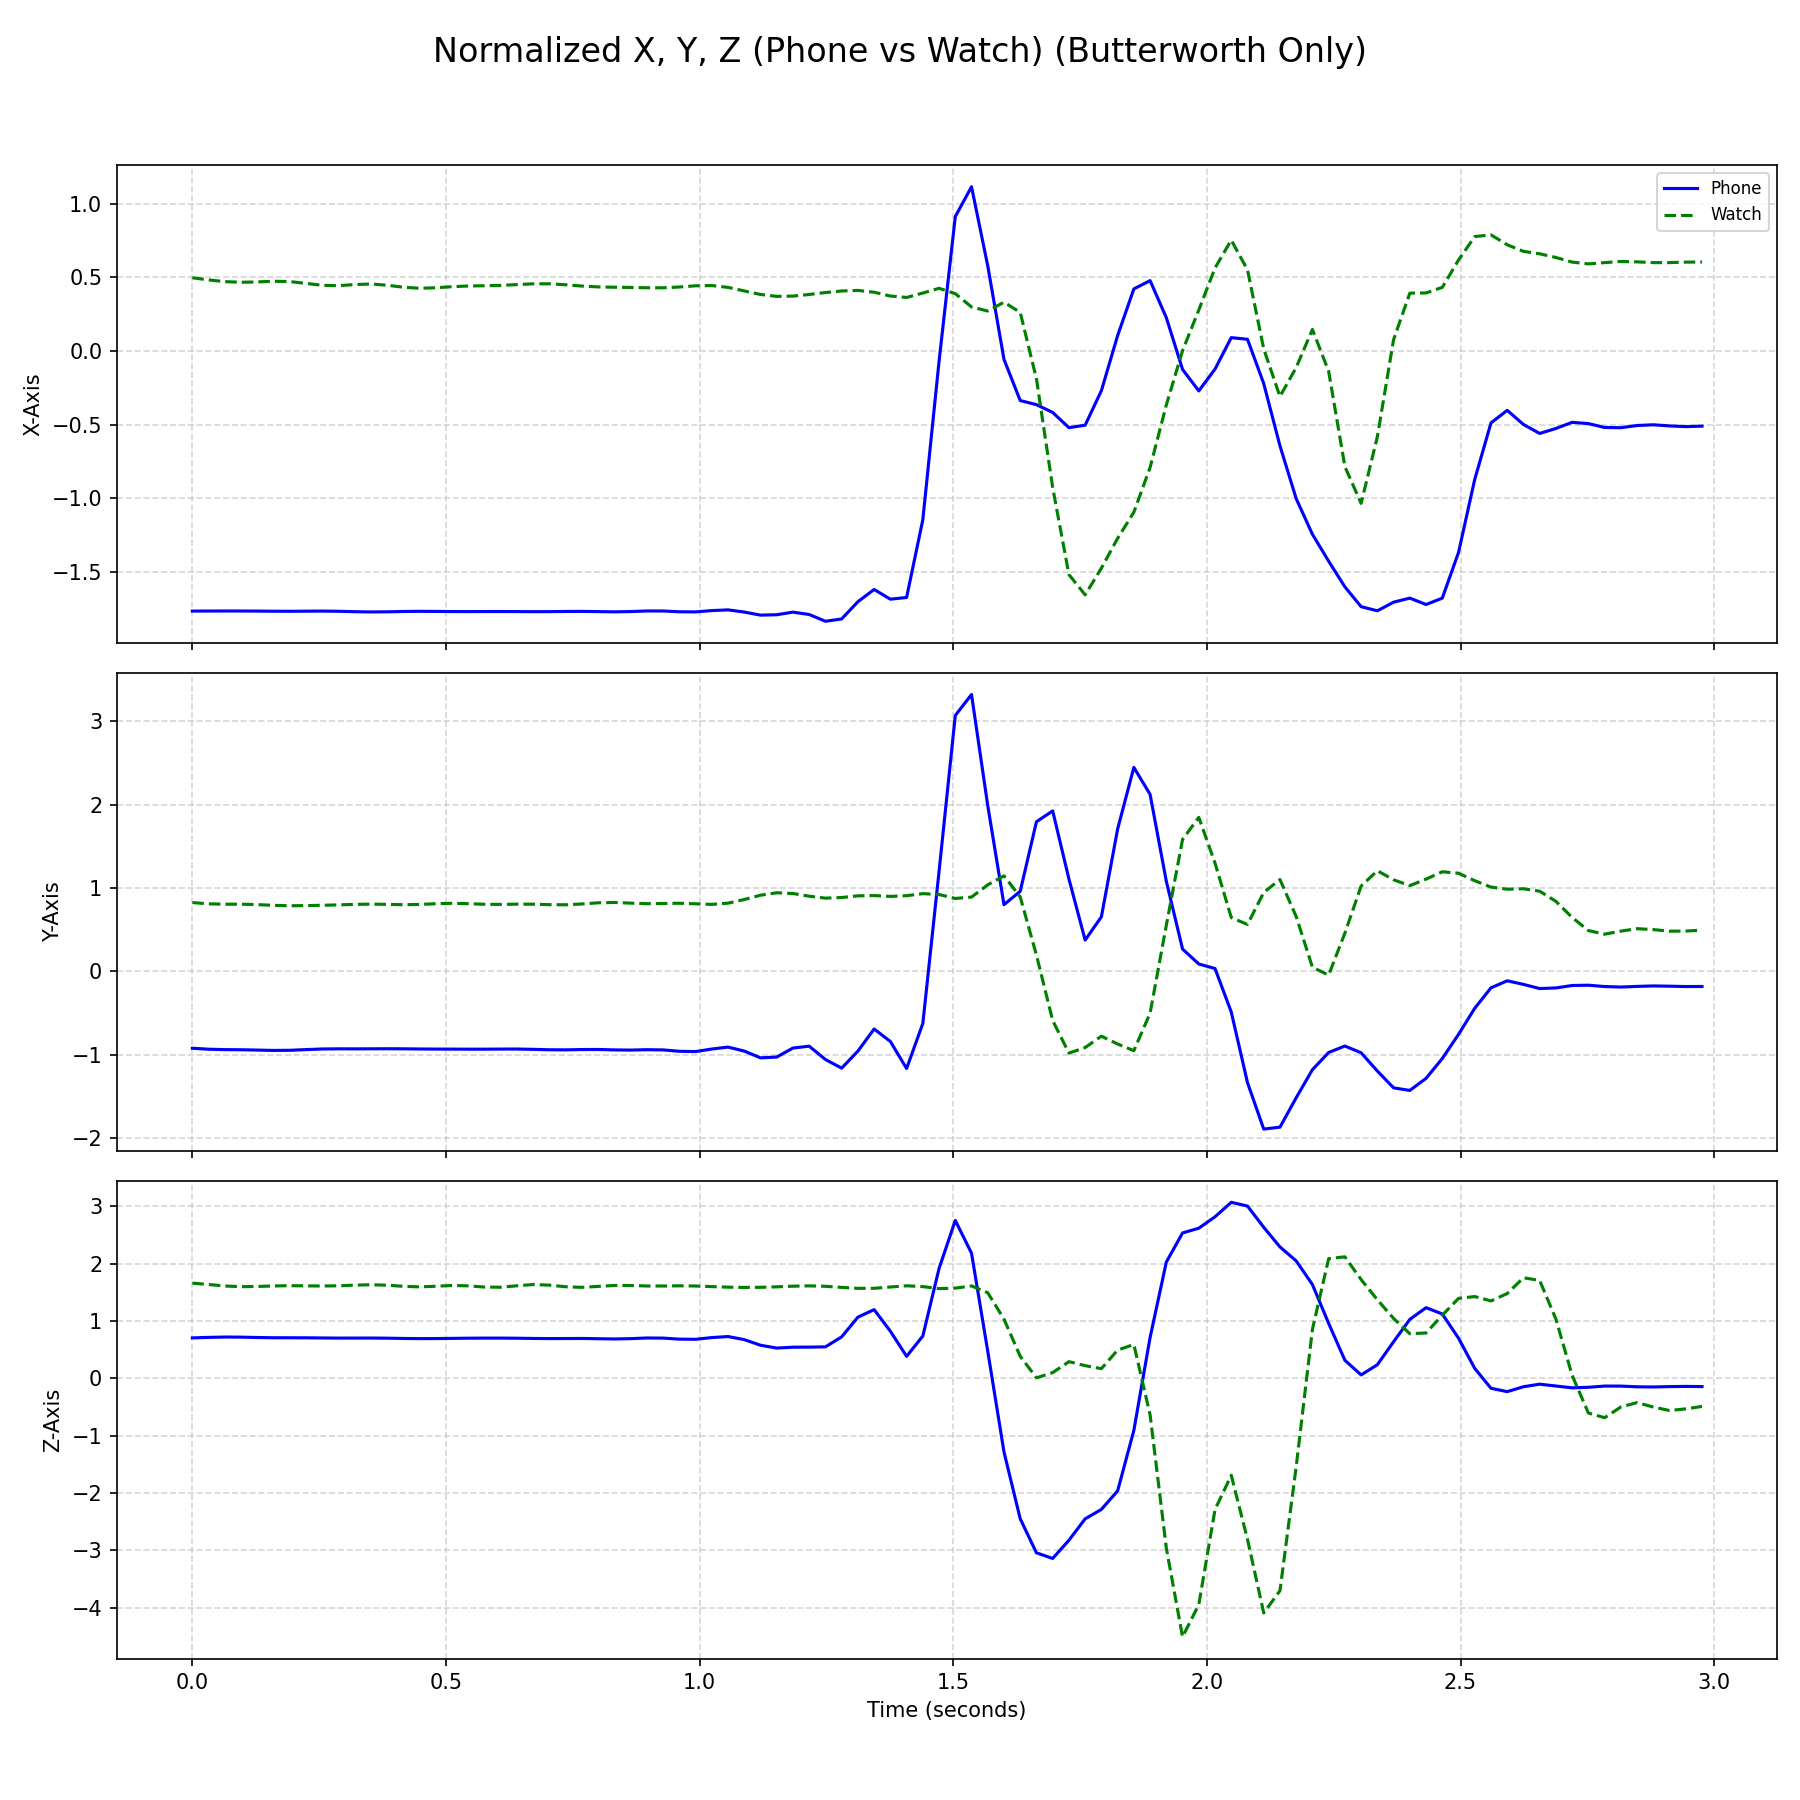 Normalized X, Y, Z (Phone vs Watch) (Butterworth Only)
Phone
Watch
1.0
0.5
0.0
−0.5
−1.0
−1.5
X-Axis
3
2
1
0
−1
−2
Y-Axis
3
2
1
0
−1
−2
−3
−4
Z-Axis
0.0 0.5 1.0 1.5 2.0 2.5 3.0
Time (seconds)